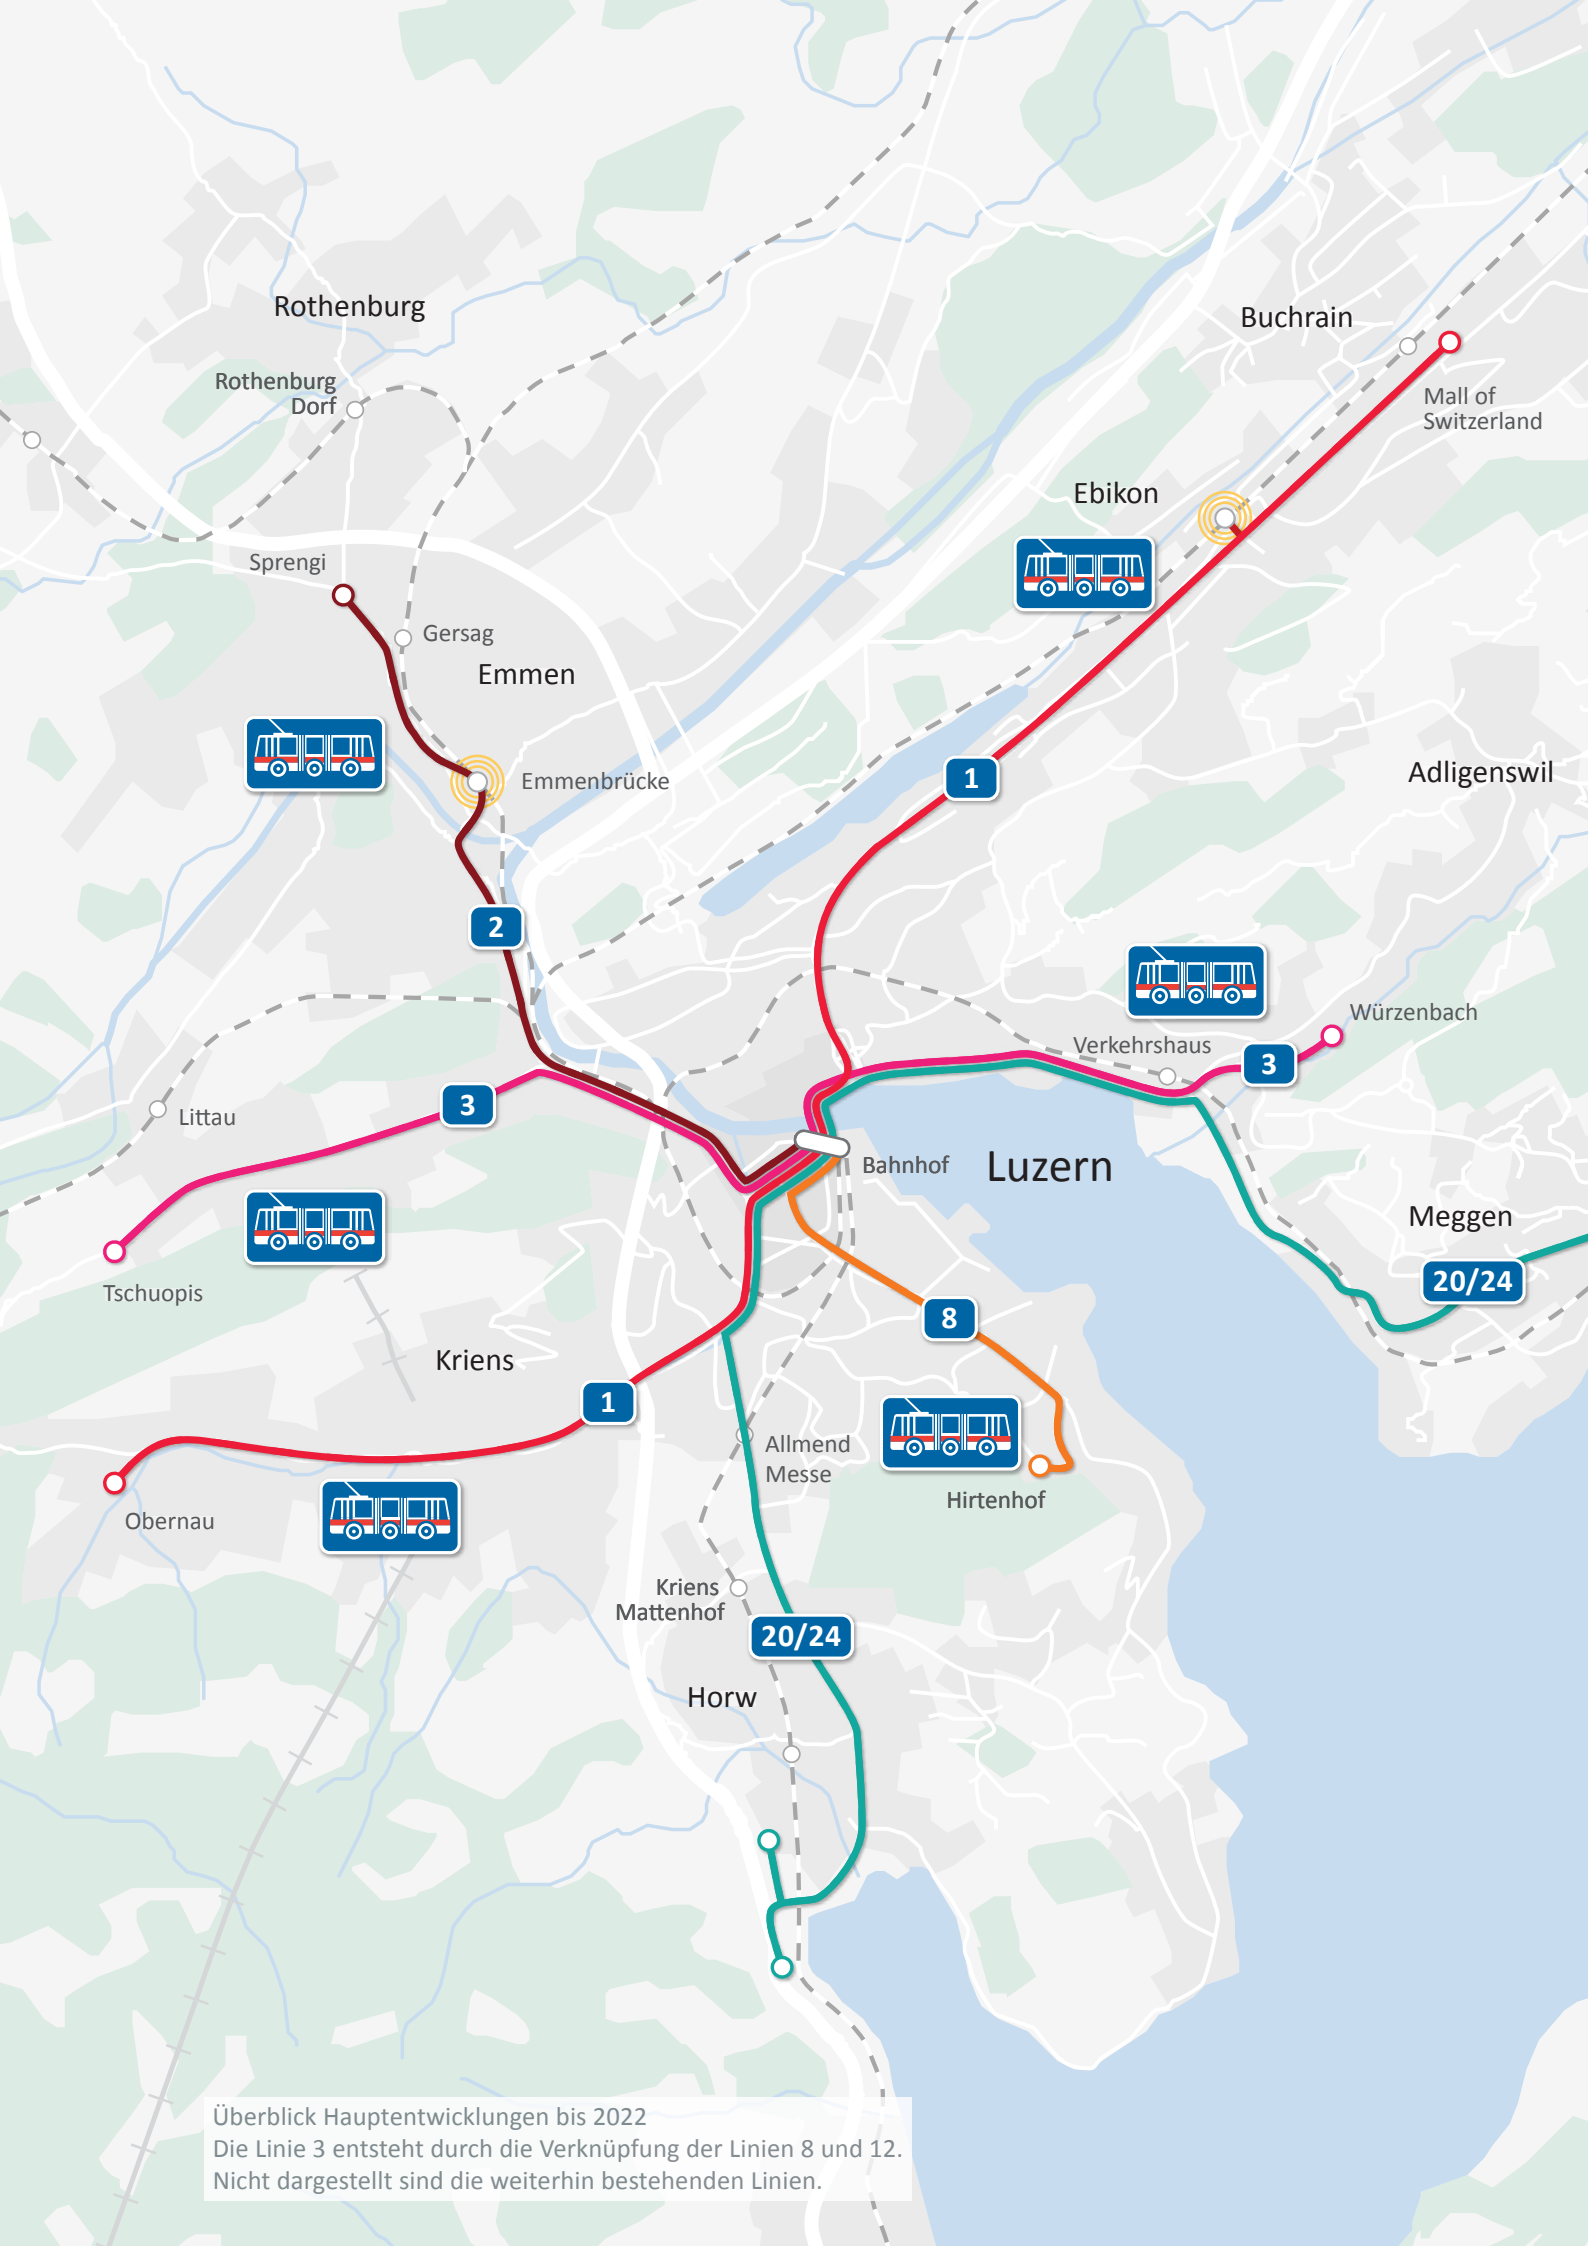 Rothenburg
Buchrain
Rothenburg
Dorf
Mall of
Switzerland
Ebikon
Sprengi
Gersag
Emmen
Emmenbrücke
1
Adligenswil
2
Würzenbach
Verkehrshaus
3
3
Littau
Bahnhof
Luzern
Meggen
20/24
Tschuopis
8
Kriens
1
Allmend
Messe
Hirtenhof
Obernau
Kriens
Mattenhof
20/24
Horw
Überblick Hauptentwicklungen bis 2022
Die Linie 3 entsteht durch die Verknüpfung der Linien 8 und 12.
Nicht dargestellt sind die weiterhin bestehenden Linien.